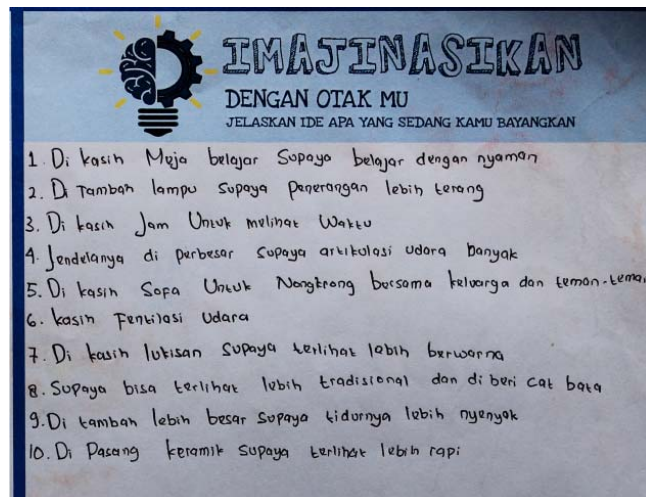 IMAJINASIKAN
DENGAN OTAK MU
JELASKAN IDE APA YANG SEDANG KAMU BAYANGKAN
1. Di kasih Meja belajar Supaya belajar dengan nyaman
2. Di Tambah lampu Supaya Penerangan lebih terang
3. Di kasih Jam Untuk melihat Waktu
4. Jendelanya di perbesar Supaya artikulasi udara banyak
5. Di kasih Sofa Untuk Nongkrong bersama keluarga dan teman-teman
6. kasih Fentilasi Udara
7. Di kasih lukisan Supaya terlihat lebih berwarna
8. Supaya bisa terlihat lebih tradisional dan di beri cat bata
9. Di tambah lebih besar Supaya tidurnya lebih nyenyak
10. Di Pasang keramik Supaya terlihat lebih rapi